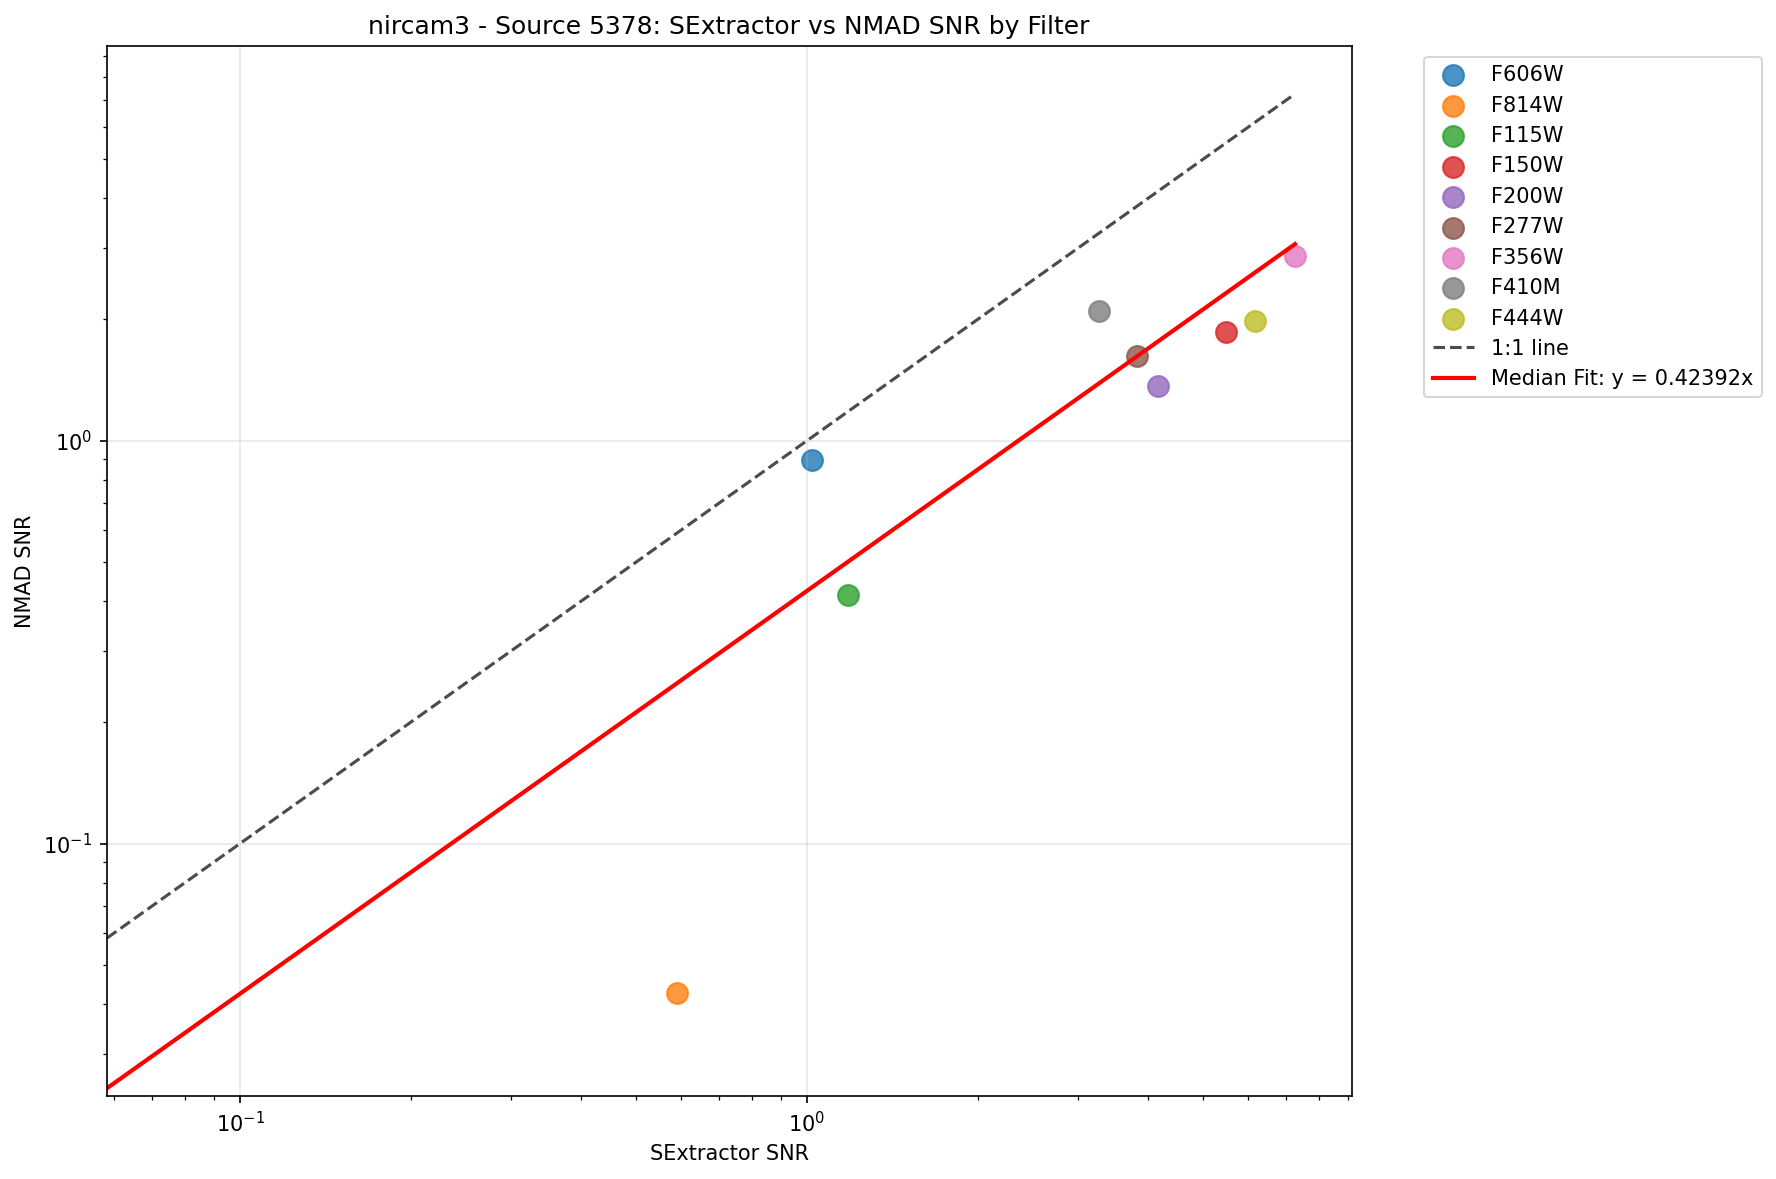 nircam3 - Source 5378: SExtractor vs NMAD SNR by Filter
F606W
F814W
F115W
F150W
F200W
F277W
F356W
F410M
F444W
1:1 line
Median Fit: y = 0.42392x
NMAD SNR
10⁰
10⁻¹
10⁻¹
10⁰
SExtractor SNR